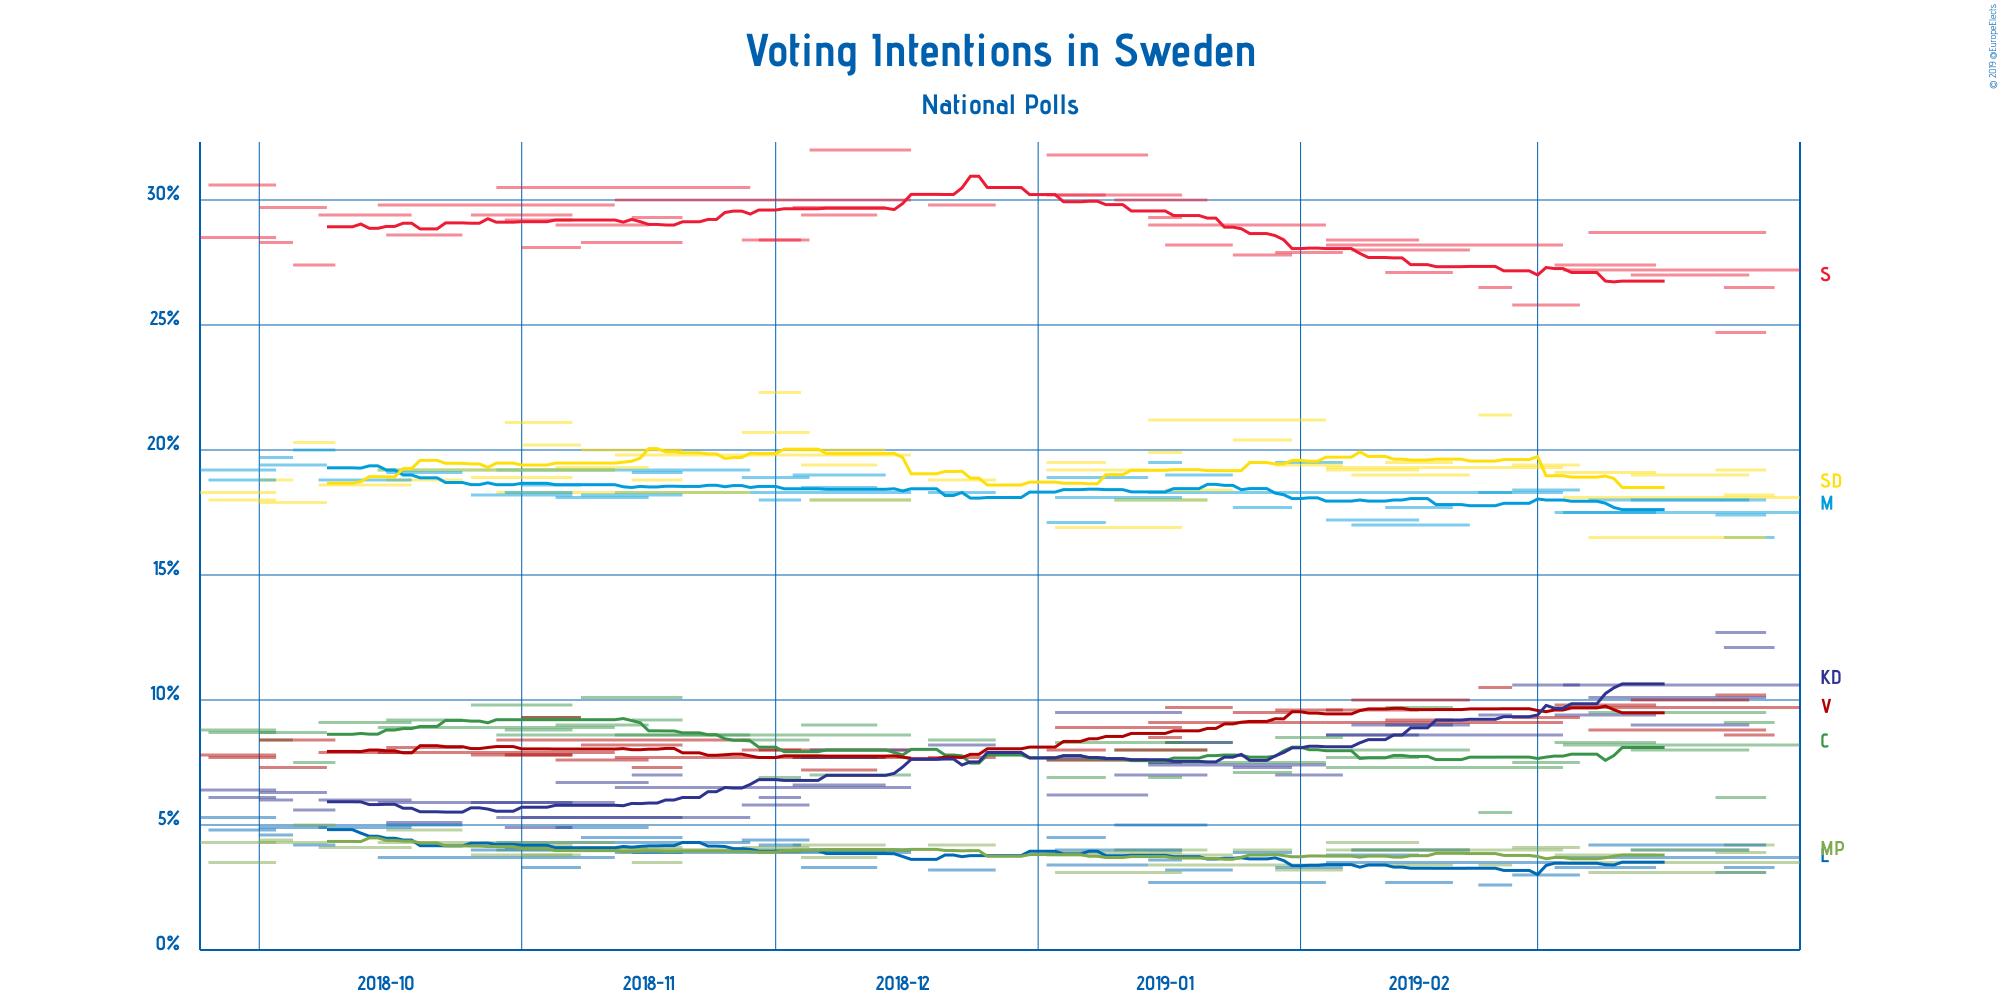 Voting Intentions in Sweden
National Polls
© 2019 @EuropeElects
30%
25%
20%
15%
10%
5%
0%
S
SD
M
KD
V
C
MP
L
2018-10
2018-11
2018-12
2019-01
2019-02